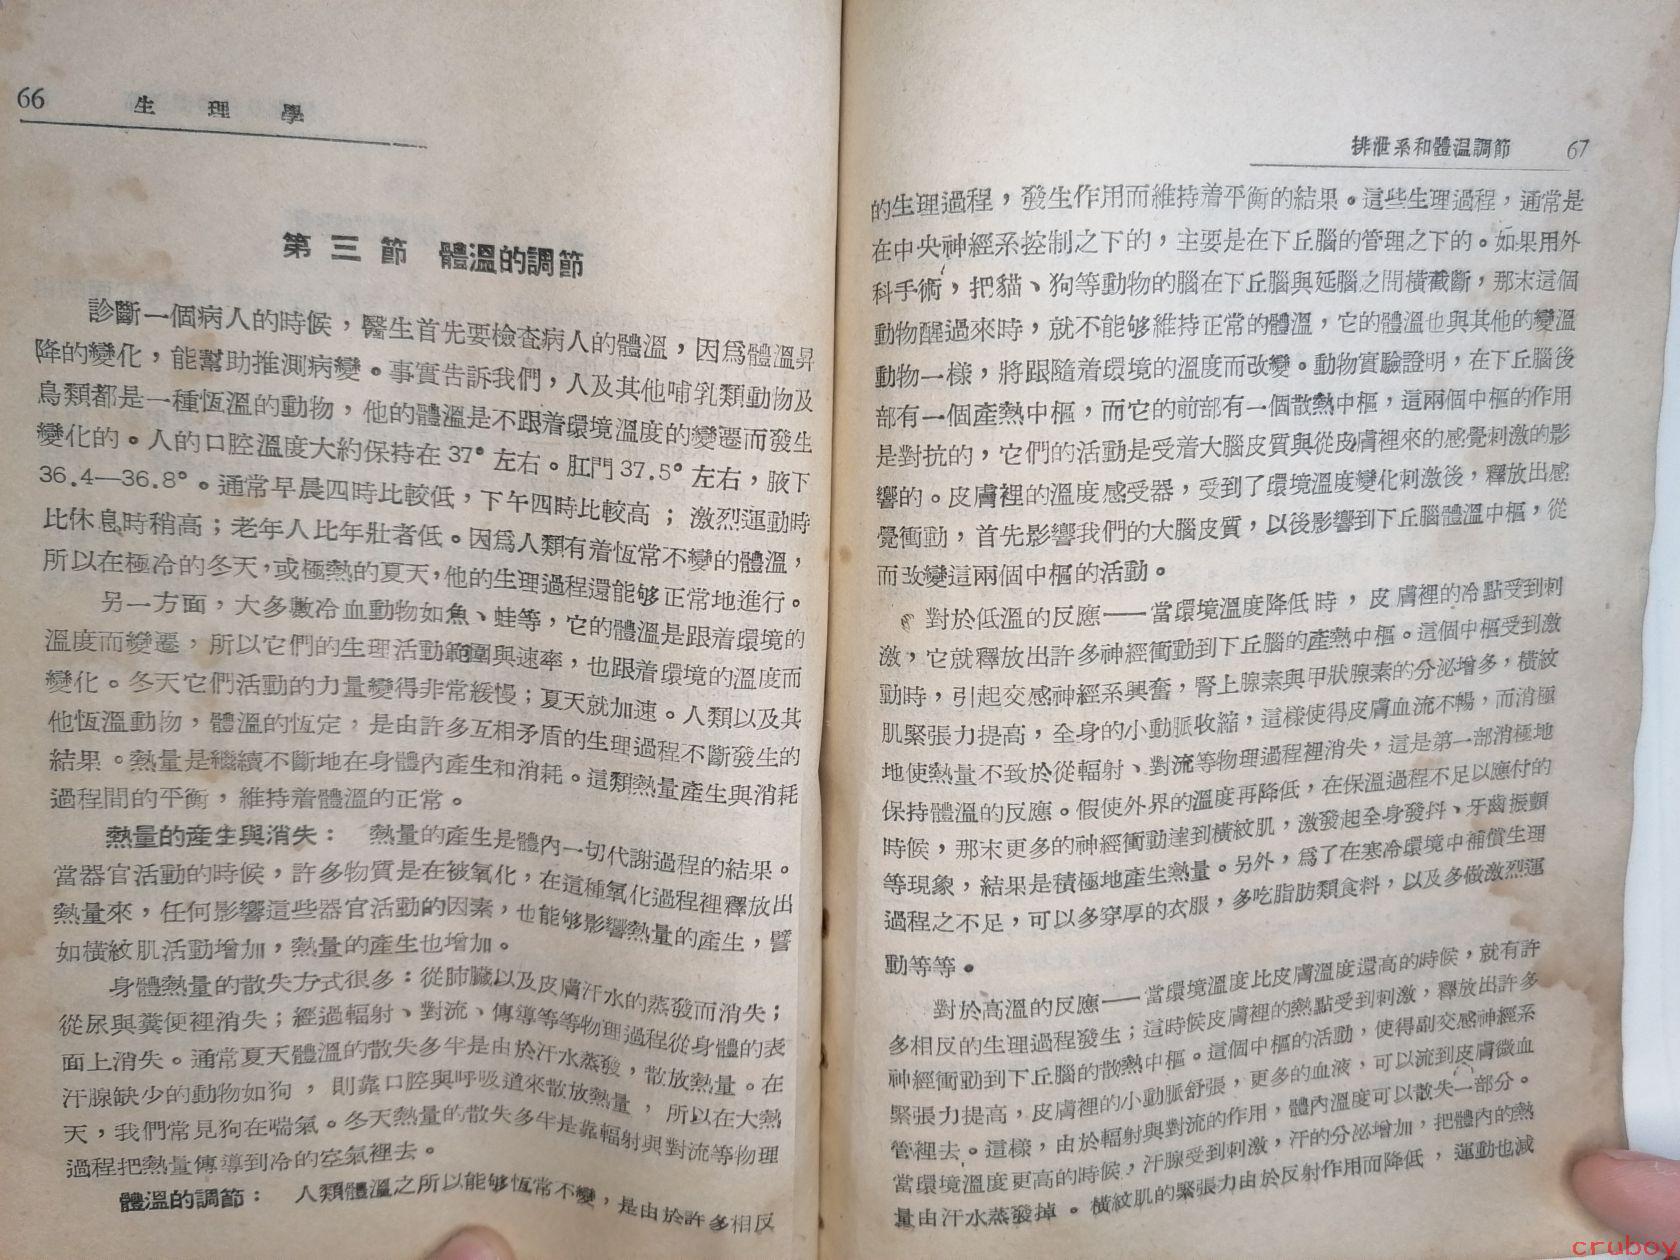 66 生理學
第三節 體溫的調節
診斷一個病人的時候，醫生首先要檢查病人的體溫，因爲體溫昇
降的變化，能幫助推測病變。事實告訴我們，人及其他哺乳類動物及
鳥類都是一種恆溫的動物，他的體溫是不跟着環境溫度的變遷而發生
變化的。人的口腔溫度大約保持在37°左右。肛門37.5°左右，腋下
36.4—36.8°。通常早晨四時比較低，下午四時比較高；激烈運動時
比休息時稍高；老年人比年壯者低。因爲人類有着恆常不變的體溫，
所以在極冷的冬天，或極熱的夏天，他的生理過程還能够正常地進行。
另一方面，大多數冷血動物如魚、蛙等，它的體溫是跟着環境的
溫度而變遷，所以它們的生理活動範圍與速率，也跟着環境的溫度而
變化。冬天它們活動的力量變得非常緩慢；夏天就加速。人類以及其
他恆溫動物，體溫的恆定，是由許多互相矛盾的生理過程不斷發生的
結果。熱量是繼續不斷地在身體內產生和消耗。這類熱量產生與消耗
過程間的平衡，維持着體溫的正常。
熱量的產生與消失： 熱量的產生是體內一切代謝過程的結果。
當器官活動的時候，許多物質是在被氧化，在這種氧化過程裡釋放出
熱量來，任何影響這些器官活動的因素，也能够影響熱量的產生，譬
如橫紋肌活動增加，熱量的產生也增加。
身體熱量的散失方式很多：從肺臟以及皮膚汗水的蒸發而消失；
從尿與糞便裡消失；經過輻射、對流、傳導等等物理過程從身體的表
面上消失。通常夏天體溫的散失多半是由於汗水蒸發，散放熱量。在
汗腺缺少的動物如狗，則靠口腔與呼吸道來散放熱量，所以在大熱
天，我們常見狗在喘氣。冬天熱量的散失多半是靠輻射與對流等物理
過程把熱量傳導到冷的空氣裡去。
體溫的調節： 人類體溫之所以能够恆常不變，是由於許多相反
排泄系和體温調節 67
的生理過程，發生作用而維持着平衡的結果。這些生理過程，通常是
在中央神經系控制之下的，主要是在下丘腦的管理之下的。如果用外
科手術，把貓、狗等動物的腦在下丘腦與延腦之間橫截斷，那末這個
動物醒過來時，就不能够維持正常的體溫，它的體溫也與其他的變溫
動物一樣，將跟隨着環境的溫度而改變。動物實驗證明，在下丘腦後
部有一個產熱中樞，而它的前部有一個散熱中樞，這兩個中樞的作用
是對抗的，它們的活動是受着大腦皮質與從皮膚裡來的感覺刺激的影
響的。皮膚裡的溫度感受器，受到了環境溫度變化刺激後，釋放出感
覺衝動，首先影響我們的大腦皮質，以後影響到下丘腦體溫中樞，從
而改變這兩個中樞的活動。
對於低溫的反應——當環境溫度降低時，皮膚裡的冷點受到刺
激，它就釋放出許多神經衝動到下丘腦的產熱中樞。這個中樞受到激
動時，引起交感神經系興奮，腎上腺素與甲狀腺素的分泌增多，橫紋
肌緊張力提高，全身的小動脈收縮，這樣使得皮膚血流不暢，而消極
地使熱量不致於從輻射、對流等物理過程裡消失，這是第一部消極地
保持體溫的反應。假使外界的溫度再降低，在保溫過程不足以應付的
時候，那末更多的神經衝動達到橫紋肌，激發起全身發抖、牙齒振顫
等現象，結果是積極地產生熱量。另外，爲了在寒冷環境中補償生理
過程之不足，可以多穿厚的衣服，多吃脂肪類食料，以及多做激烈運
動等等。
對於高溫的反應——當環境溫度比皮膚溫度還高的時候，就有許
多相反的生理過程發生；這時候皮膚裡的熱點受到刺激，釋放出許多
神經衝動到下丘腦的散熱中樞。這個中樞的活動，使得副交感神經系
緊張力提高，皮膚裡的小動脈舒張，更多的血液，可以流到皮膚微血
管裡去。這樣，由於輻射與對流的作用，體內溫度可以散失一部分。
當環境溫度更高的時候，汗腺受到刺激，汗的分泌增加，把體內的熱
量由汗水蒸發掉。橫紋肌的緊張力由於反射作用而降低，運動也減
cruboy